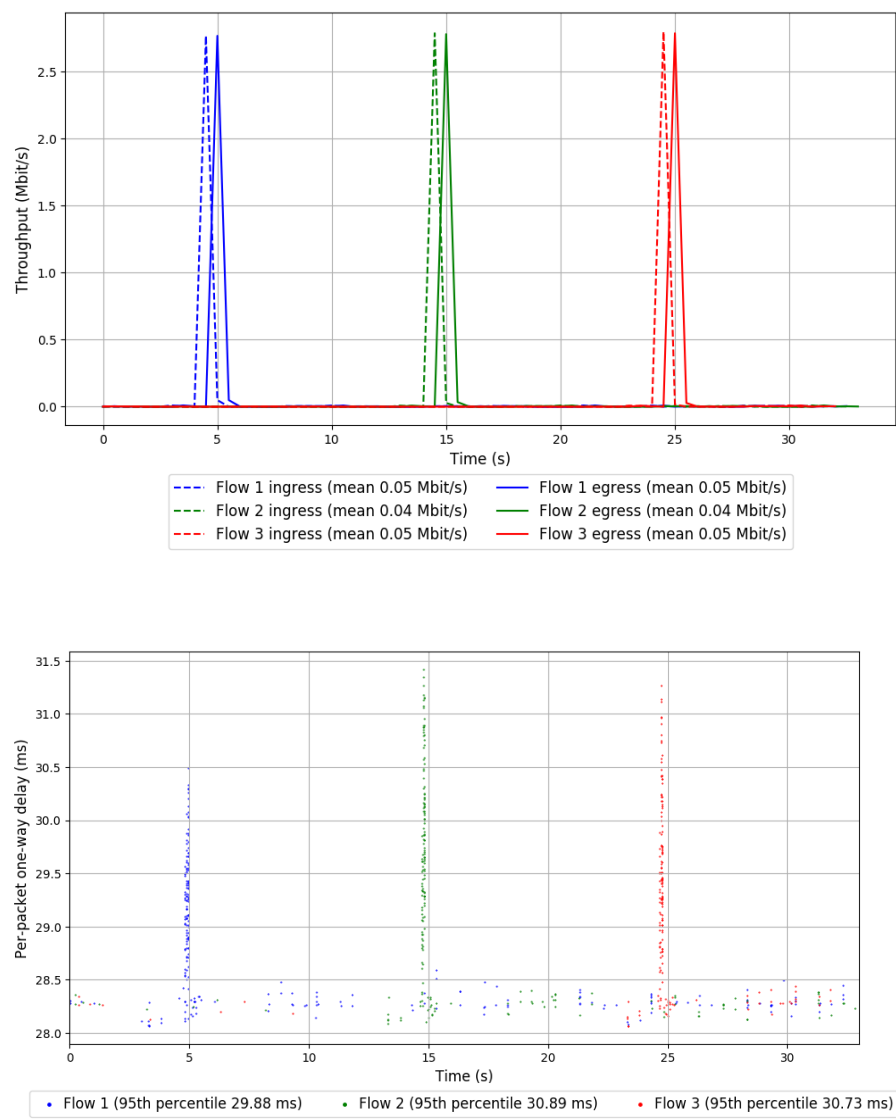 2.5
2.0
1.5
1.0
0.5
0.0
Throughput (Mbit/s)
0 5 10 15 20 25 30
Time (s)
Flow 1 ingress (mean 0.05 Mbit/s) Flow 1 egress (mean 0.05 Mbit/s)
Flow 2 ingress (mean 0.04 Mbit/s) Flow 2 egress (mean 0.04 Mbit/s)
Flow 3 ingress (mean 0.05 Mbit/s) Flow 3 egress (mean 0.05 Mbit/s)
31.5
31.0
30.5
30.0
29.5
29.0
28.5
28.0
Per-packet one-way delay (ms)
0 5 10 15 20 25 30
Time (s)
Flow 1 (95th percentile 29.88 ms) Flow 2 (95th percentile 30.89 ms) Flow 3 (95th percentile 30.73 ms)